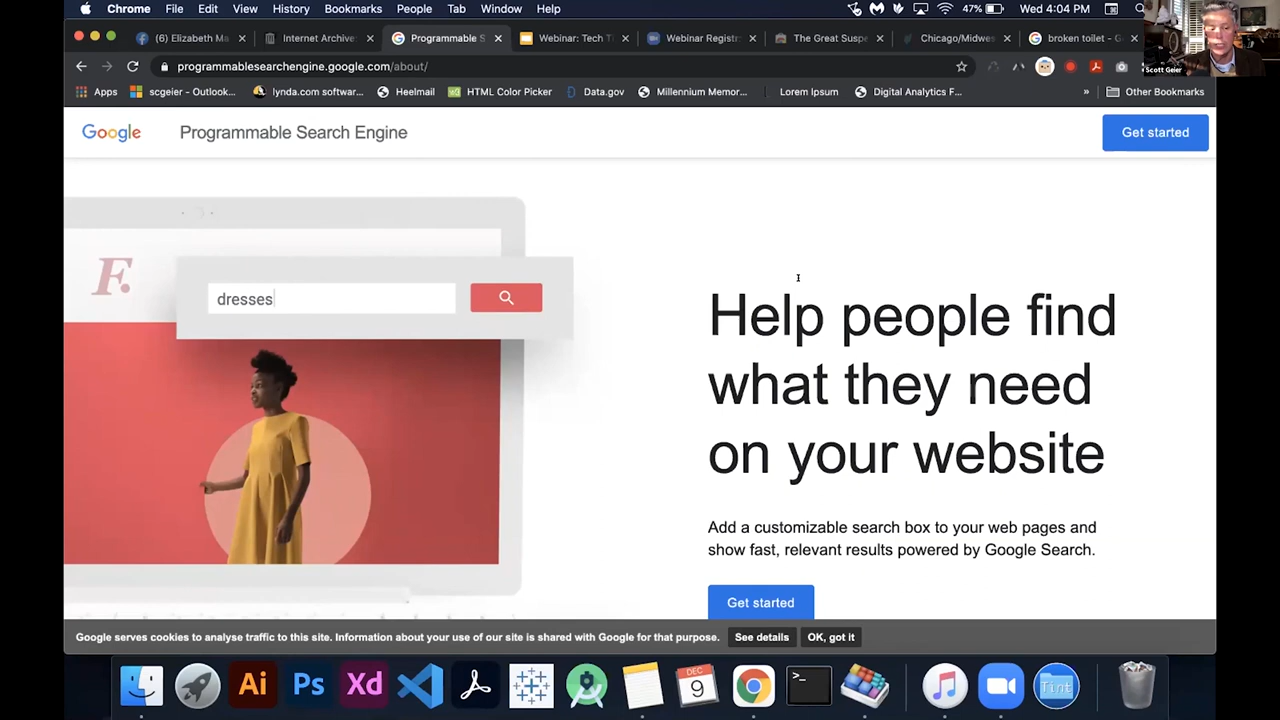 Chrome File Edit View History Bookmarks People Tab Window Help 47% Wed 4:04 PM
(6) Elizabeth Ma Internet Archive Programmable S Webinar: Tech T Webinar Registr The Great Suspe Chicago/Midwes broken toilet - G
Scott Geier
programmablesearchengine.google.com/about/
Apps scgeier - Outlook... lynda.com softwar... Heelmail HTML Color Picker Data.gov Millennium Memor... Lorem Ipsum Digital Analytics F... » Other Bookmarks
Google Programmable Search Engine Get started
F.
dresses
Help people find
what they need
on your website
Add a customizable search box to your web pages and
show fast, relevant results powered by Google Search.
Get started
Google serves cookies to analyse traffic to this site. Information about your use of our site is shared with Google for that purpose. See details OK, got it
Ai Ps Xd DEC 9 >_ Tint